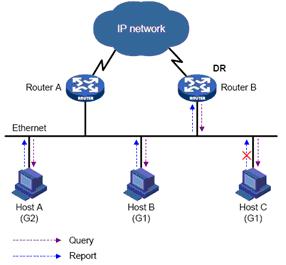 IP network
DR
Router A
ROUTER
ROUTER
Router B
Ethernet
Host A
(G2)
Host B
(G1)
Host C
(G1)
Query
Report